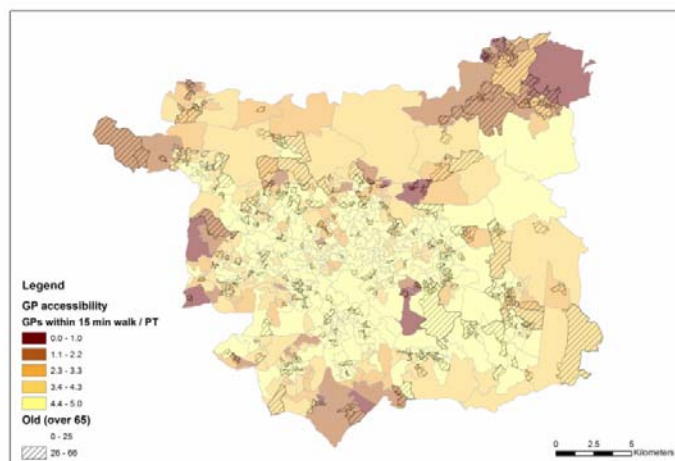 Legend
GP accessibility
GPs within 15 min walk / PT
0.0 - 1.0
1.1 - 2.2
2.3 - 3.3
3.4 - 4.3
4.4 - 5.0
Old (over 65)
0 - 25
26 - 66
0 2.5 5
Kilometers